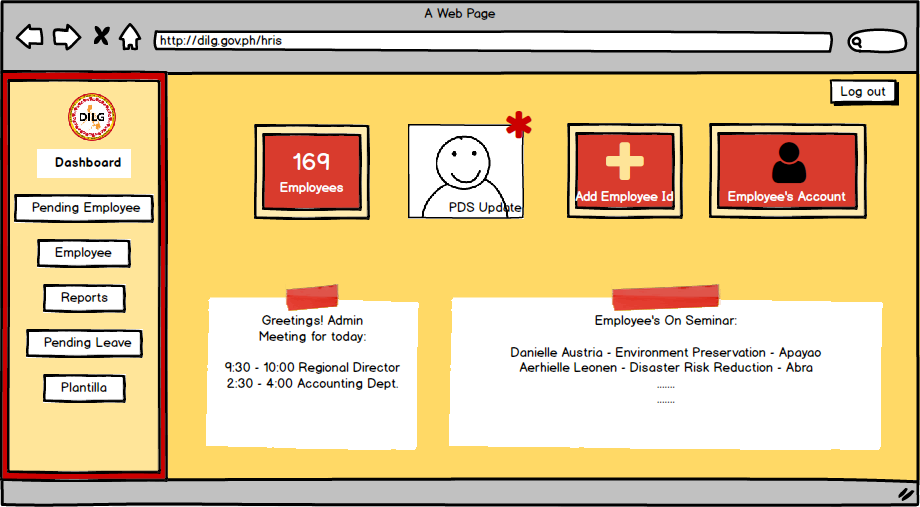 A Web Page
http://dilg.gov.ph/hris
Log out
DILG
Dashboard
Pending Employee
Employee
Reports
Pending Leave
Plantilla
169
Employees
PDS Update
Add Employee Id
Employee's Account
Greetings! Admin
Meeting for today:
9:30 - 10:00 Regional Director
2:30 - 4:00 Accounting Dept.
Employee's On Seminar:
Danielle Austria - Environment Preservation - Apayao
Aerhielle Leonen - Disaster Risk Reduction - Abra
.......
.......